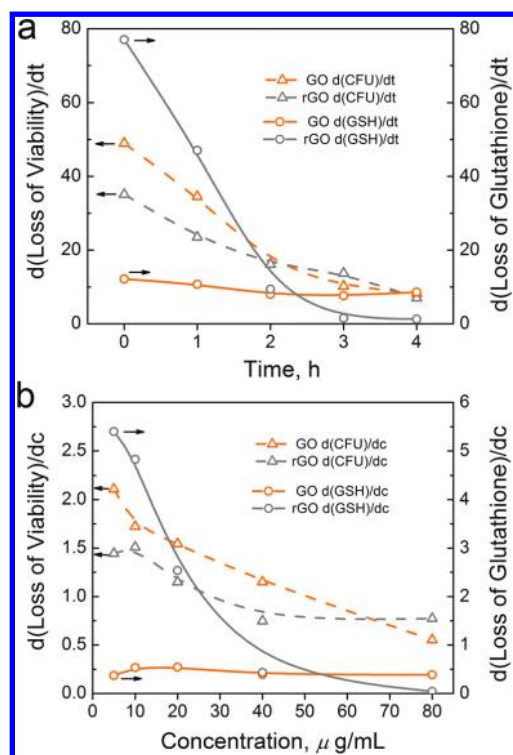 a
80
60
40
20
0
d(Loss of Viability)/dt
GO d(CFU)/dt
rGO d(CFU)/dt
GO d(GSH)/dt
rGO d(GSH)/dt
80
60
40
20
0
d(Loss of Glutathione)/dt
0 1 2 3 4
Time, h
b
3.0
2.5
2.0
1.5
1.0
0.5
0.0
d(Loss of Viability)/dc
GO d(CFU)/dc
rGO d(CFU)/dc
GO d(GSH)/dc
rGO d(GSH)/dc
6
5
4
3
2
1
0
d(Loss of Glutathione)/dc
0 10 20 30 40 50 60 70 80
Concentration, μ g/mL